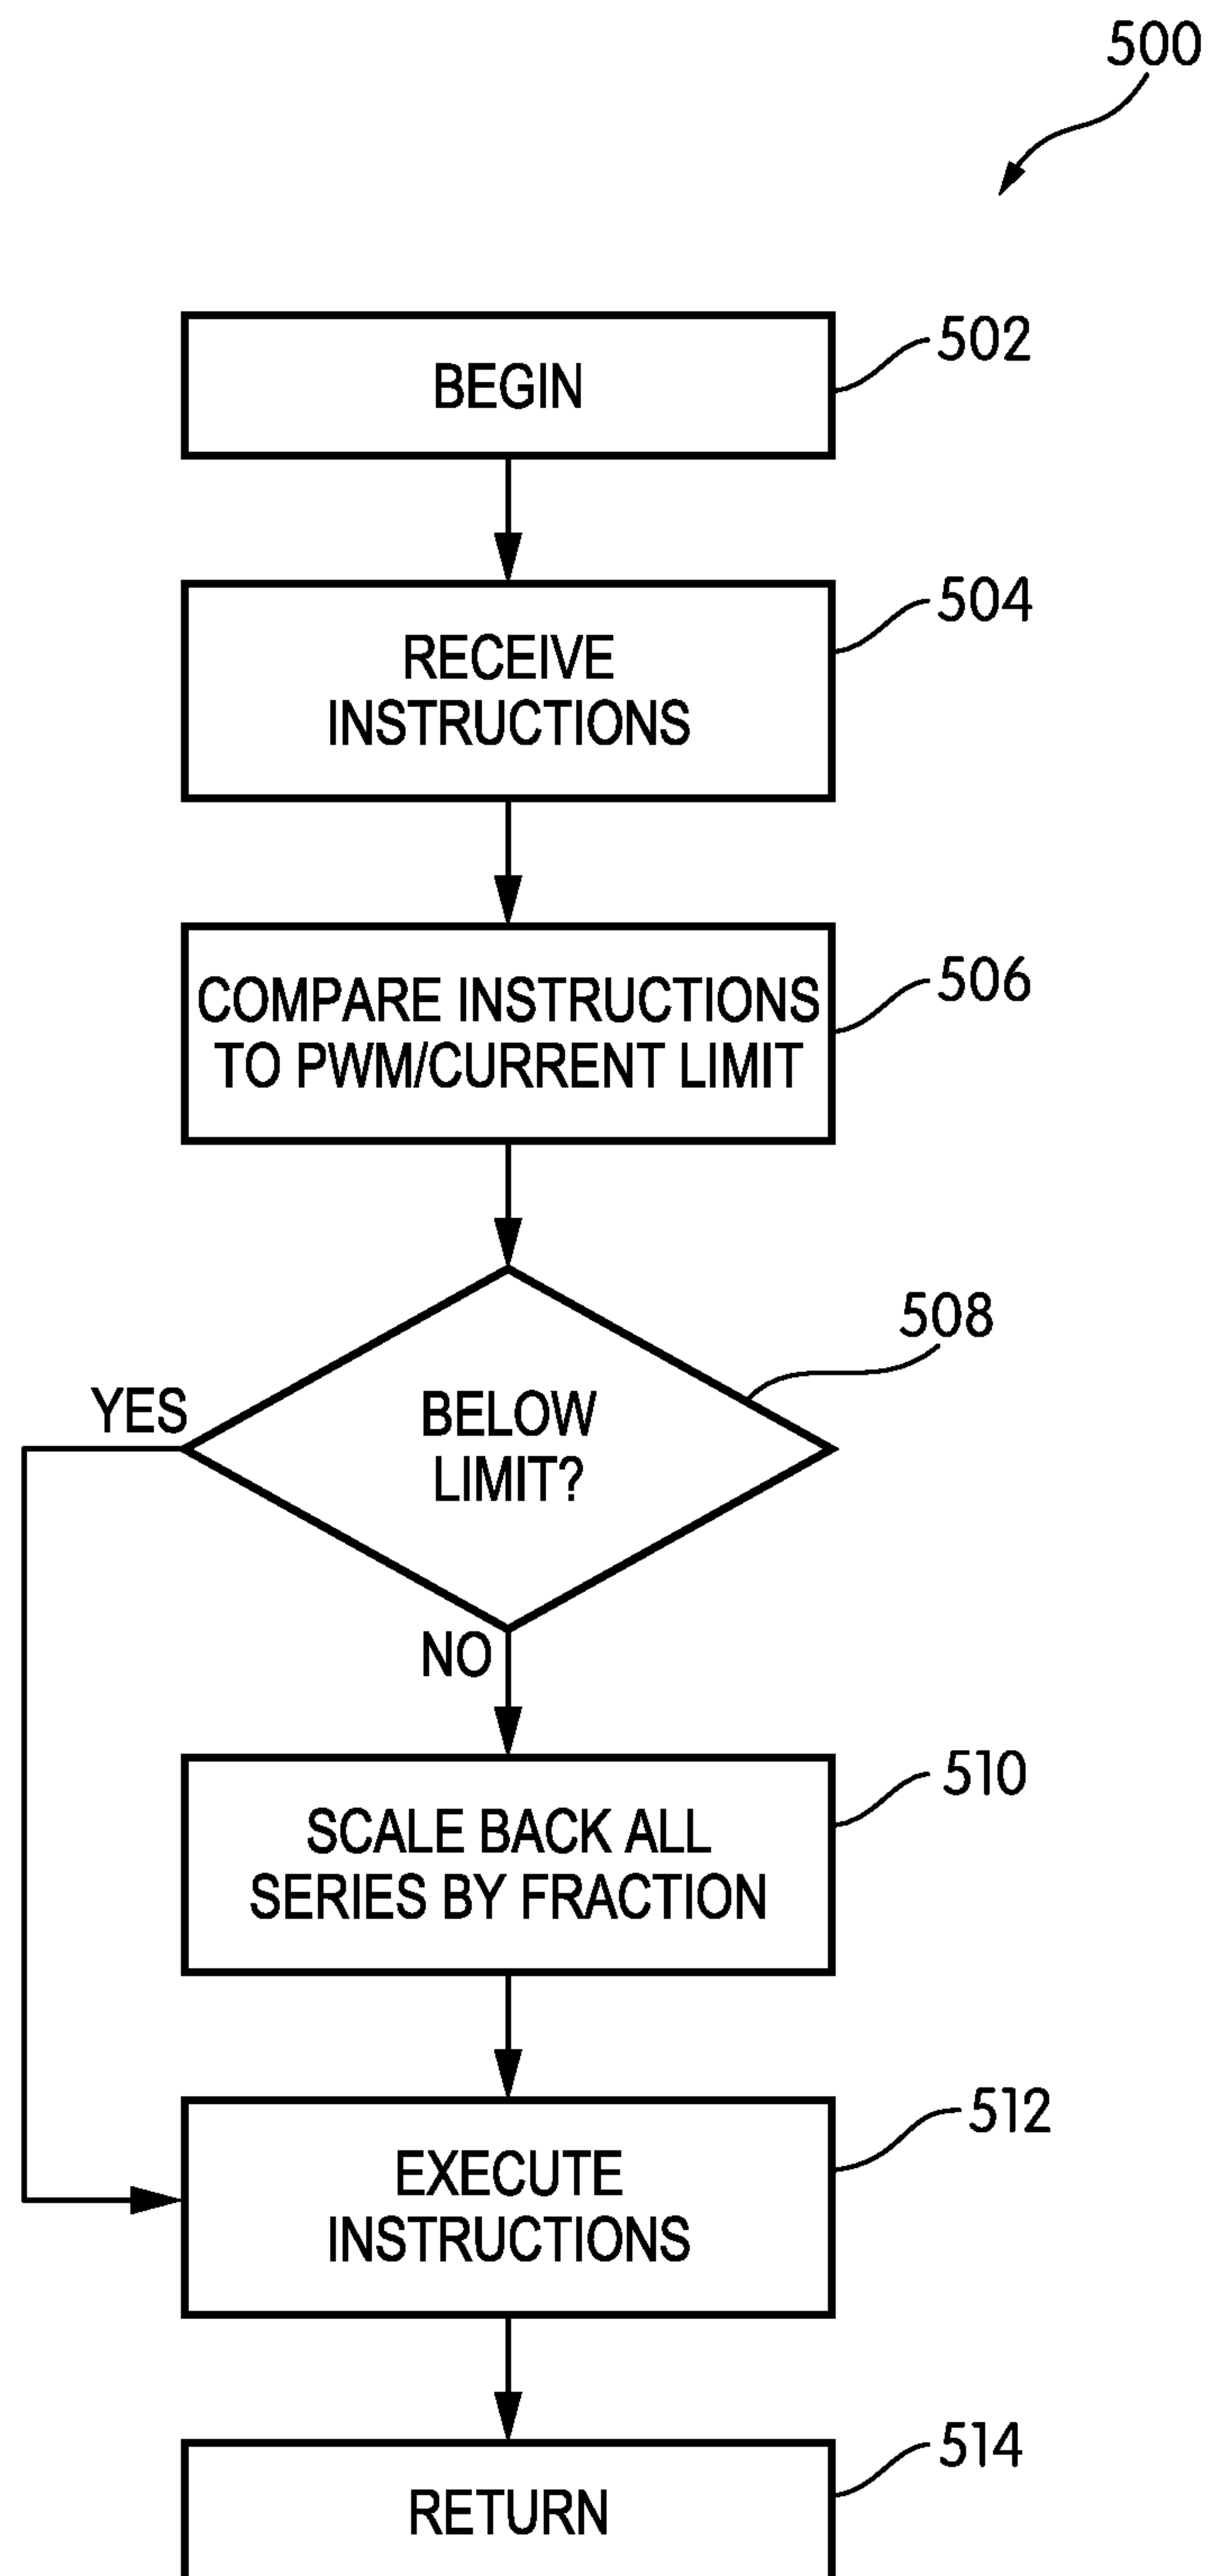 500
BEGIN
502
RECEIVE
INSTRUCTIONS
504
COMPARE INSTRUCTIONS
TO PWM/CURRENT LIMIT
506
BELOW
LIMIT?
508
YES
NO
SCALE BACK ALL
SERIES BY FRACTION
510
EXECUTE
INSTRUCTIONS
512
RETURN
514